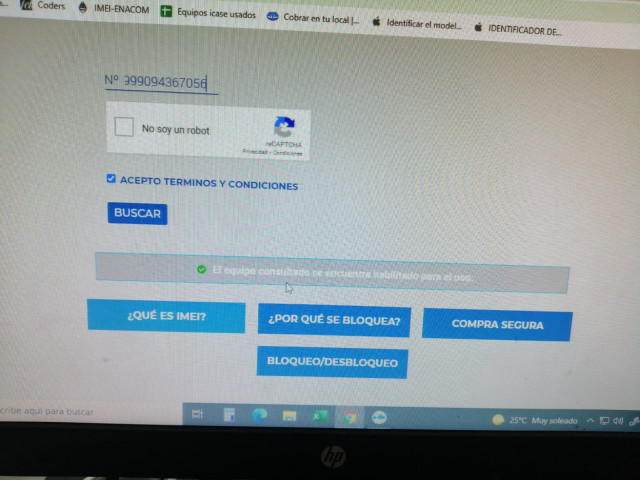 Coders IMEI-ENACOM Equipos icase usados Cobrar en tu local |... Identificar el model... IDENTIFICADOR DE...
Nº 999094367056
No soy un robot
reCAPTCHA
Privacidad - Condiciones
ACEPTO TERMINOS Y CONDICIONES
BUSCAR
El equipo consultado se encuentra habilitado para el uso.
¿QUÉ ES IMEI? ¿POR QUÉ SE BLOQUEA? COMPRA SEGURA
BLOQUEO/DESBLOQUEO
cribe aquí para buscar 25°C Muy soleado
hp